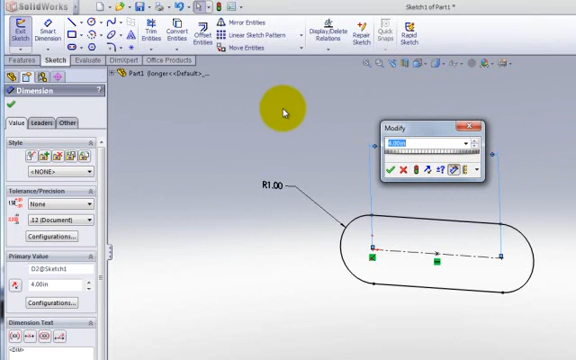 SolidWorks
Sketch1 of Part1 *
Exit Sketch
Smart Dimension
Trim Entities
Convert Entities
Offset Entities
Mirror Entities
Linear Sketch Pattern
Move Entities
Display/Delete Relations
Repair Sketch
Quick Snaps
Rapid Sketch
Features
Sketch
Evaluate
DimXpert
Office Products
Dimension
Part1 (longer<<Default>_...
Value
Leaders
Other
Style
<NONE>
Tolerance/Precision
None
.12 (Document)
Primary Value
D2@Sketch1
4.00in
Configurations...
Dimension Text
<DIM>
Modify
4.00in
R1.00